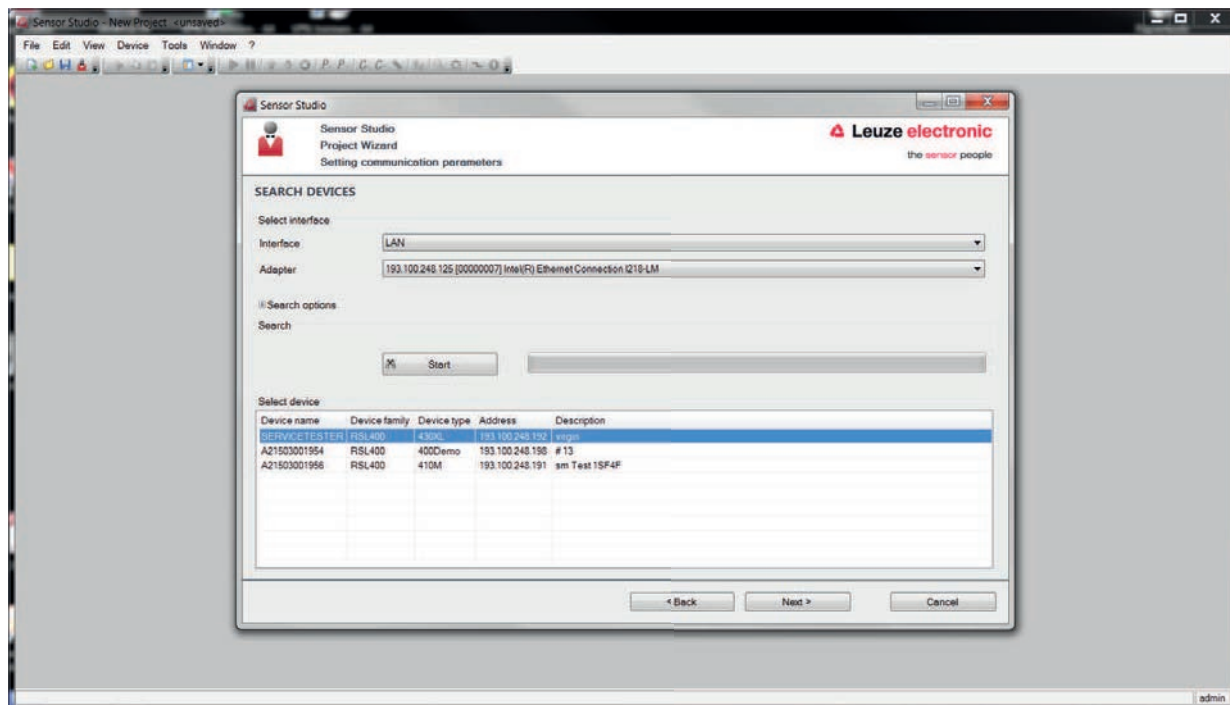 Sensor Studio - New Project <unsaved>
File Edit View Device Tools Window ?
Sensor Studio
Sensor Studio
Project Wizard
Setting communication parameters
Leuze electronic
the sensor people
SEARCH DEVICES
Select interface
Interface LAN
Adapter 193.100.248.125 [00000007] Intel(R) Ethernet Connection I218-LM
Search options
Search
Start
Select device
Device name Device family Device type Address Description
SERVICETESTER RSL400 430XL 193.100.248.192 virgin
A21503001954 RSL400 400Demo 193.100.248.198 # 13
A21503001956 RSL400 410M 193.100.248.191 sm Test 1SF4F
< Back Next > Cancel
admin